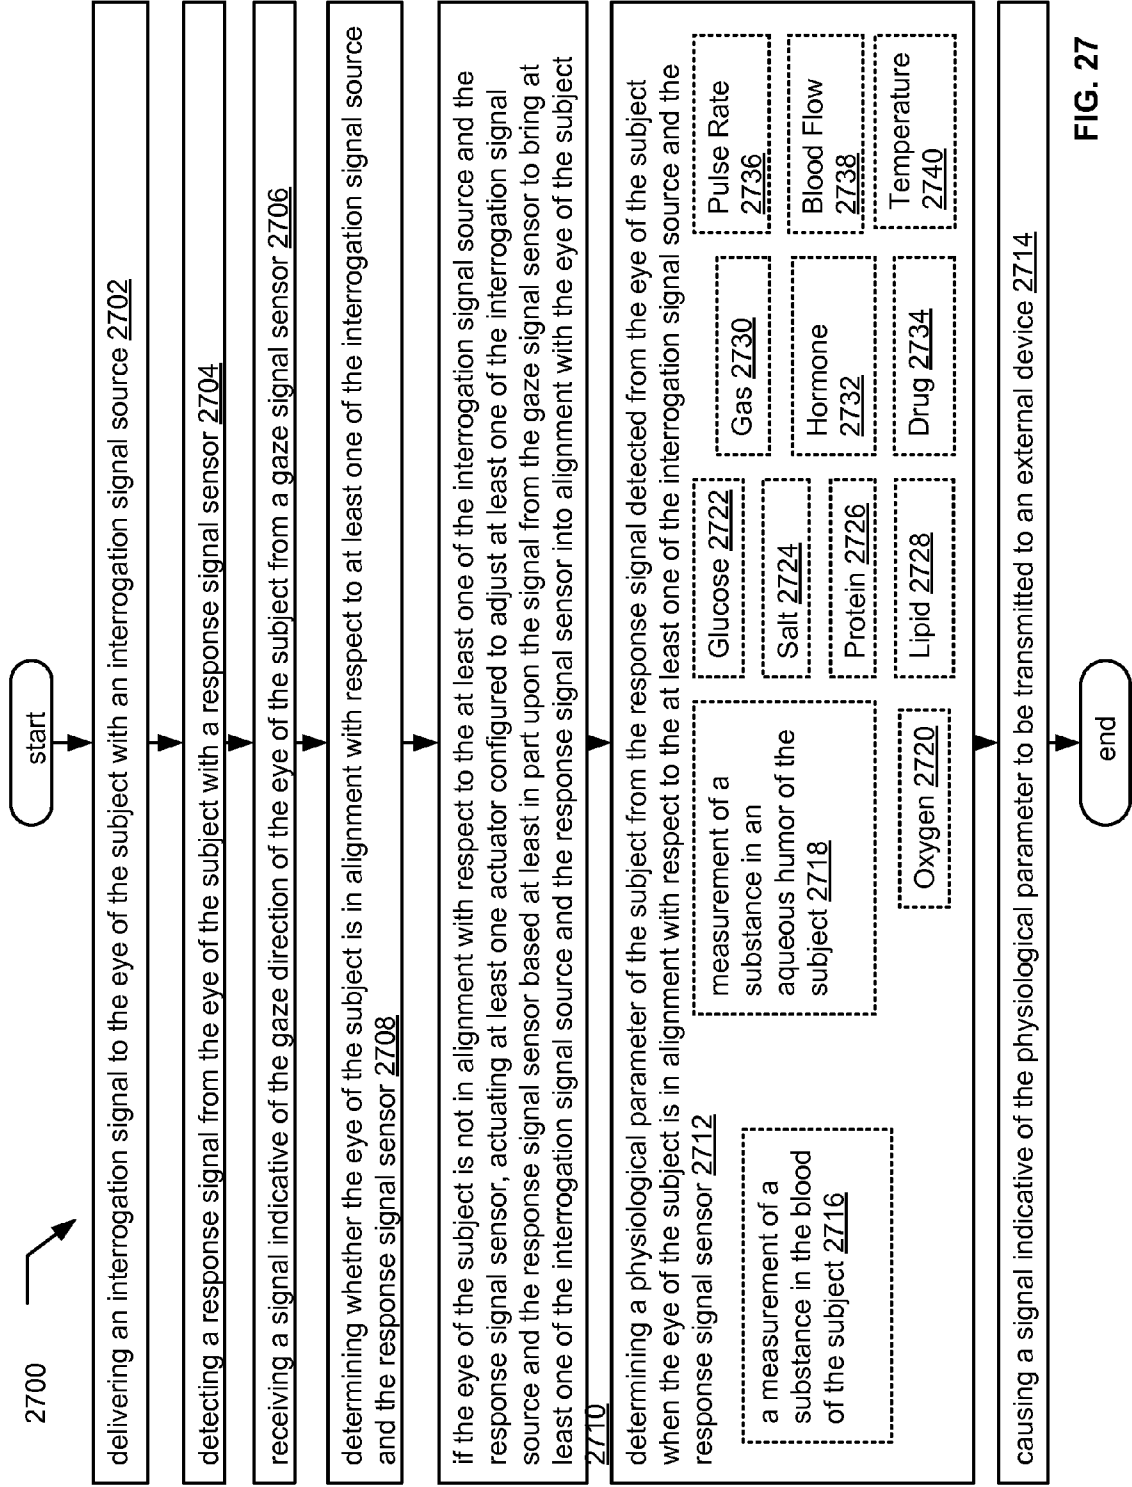 2700
start
delivering an interrogation signal to the eye of the subject with an interrogation signal source 2702
detecting a response signal from the eye of the subject with a response signal sensor 2704
receiving a signal indicative of the gaze direction of the eye of the subject from a gaze signal sensor 2706
determining whether the eye of the subject is in alignment with respect to at least one of the interrogation signal source
and the response signal sensor 2708
if the eye of the subject is not in alignment with respect to the at least one of the interrogation signal source and the
response signal sensor, actuating at least one actuator configured to adjust at least one of the interrogation signal
source and the response signal sensor based at least in part upon the signal from the gaze signal sensor to bring at
least one of the interrogation signal source and the response signal sensor into alignment with the eye of the subject
2710
determining a physiological parameter of the subject from the response signal detected from the eye of the subject
when the eye of the subject is in alignment with respect to the at least one of the interrogation signal source and the
response signal sensor 2712
a measurement of a
substance in the blood
of the subject 2716
measurement of a
substance in an
aqueous humor of the
subject 2718
Oxygen 2720
Glucose 2722
Salt 2724
Protein 2726
Lipid 2728
Gas 2730
Hormone
2732
Drug 2734
Pulse Rate
2736
Blood Flow
2738
Temperature
2740
causing a signal indicative of the physiological parameter to be transmitted to an external device 2714
end
FIG. 27